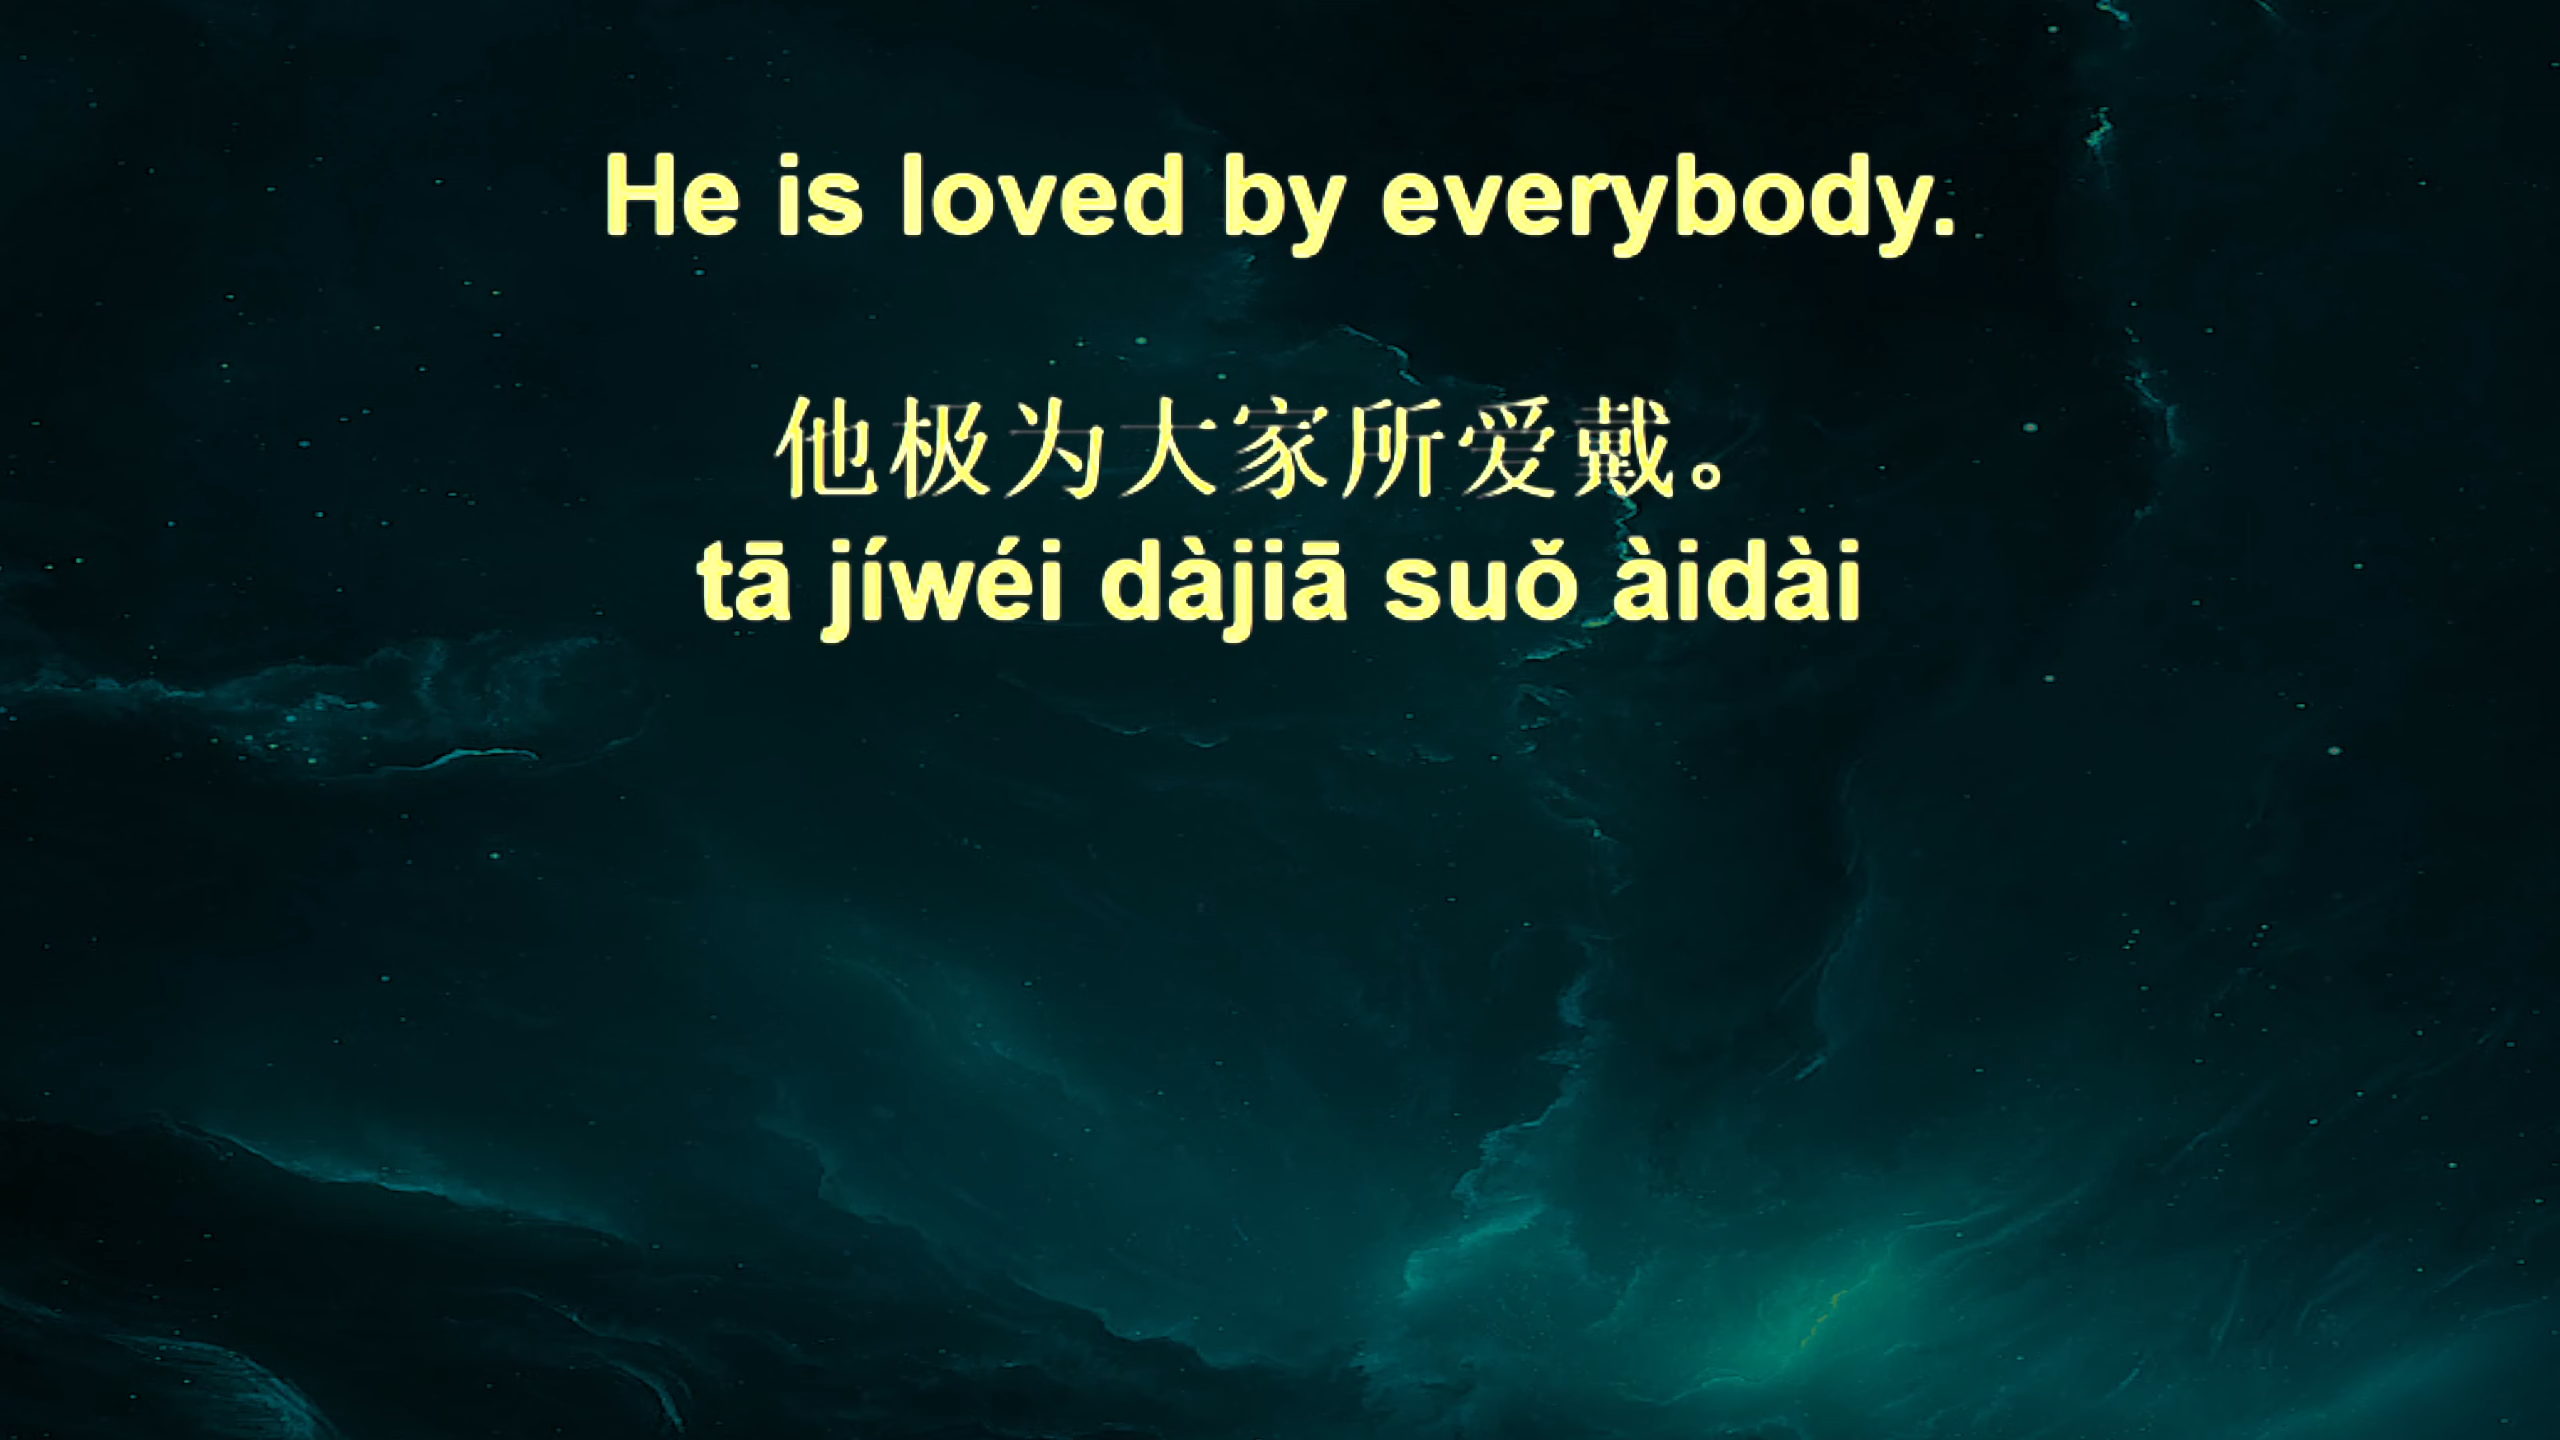 He is loved by everybody.
他极为大家所爱戴。
tā jíwéi dàjiā suǒ àidài